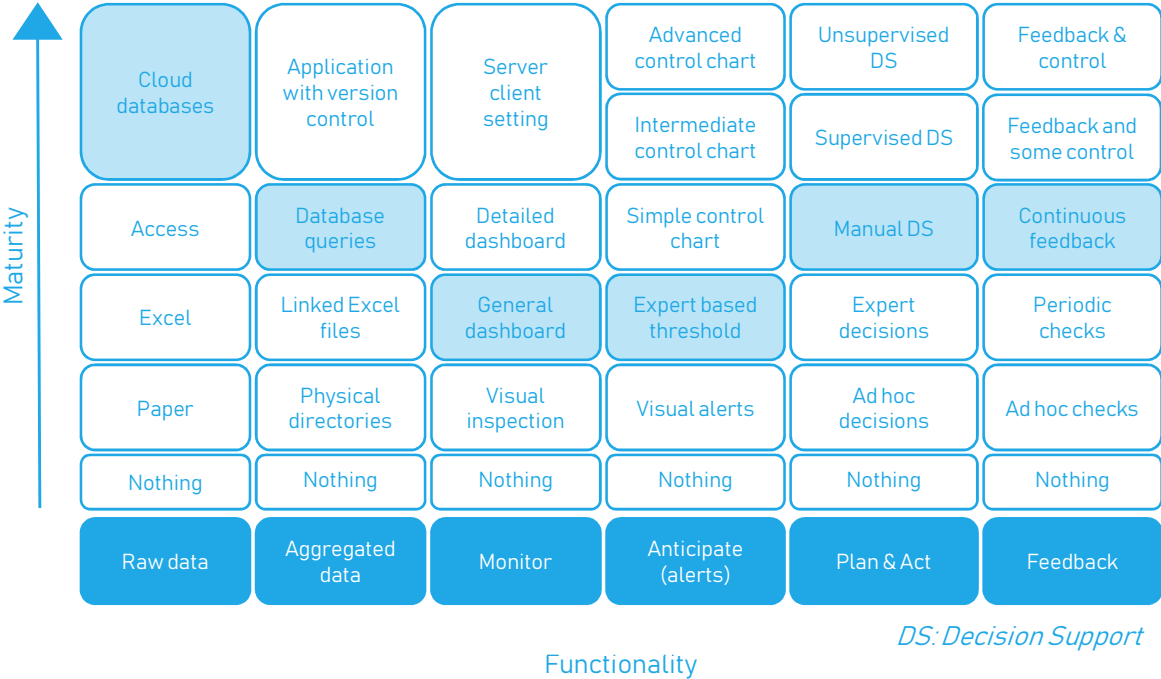 Maturity
Cloud
databases
Application
with version
control
Server
client
setting
Advanced
control chart
Unsupervised
DS
Feedback &
control
Intermediate
control chart
Supervised DS
Feedback and
some control
Access
Database
queries
Detailed
dashboard
Simple control
chart
Manual DS
Continuous
feedback
Excel
Linked Excel
files
General
dashboard
Expert based
threshold
Expert
decisions
Periodic
checks
Paper
Physical
directories
Visual
inspection
Visual alerts
Ad hoc
decisions
Ad hoc checks
Nothing
Nothing
Nothing
Nothing
Nothing
Nothing
Raw data
Aggregated
data
Monitor
Anticipate
(alerts)
Plan & Act
Feedback
DS: Decision Support
Functionality